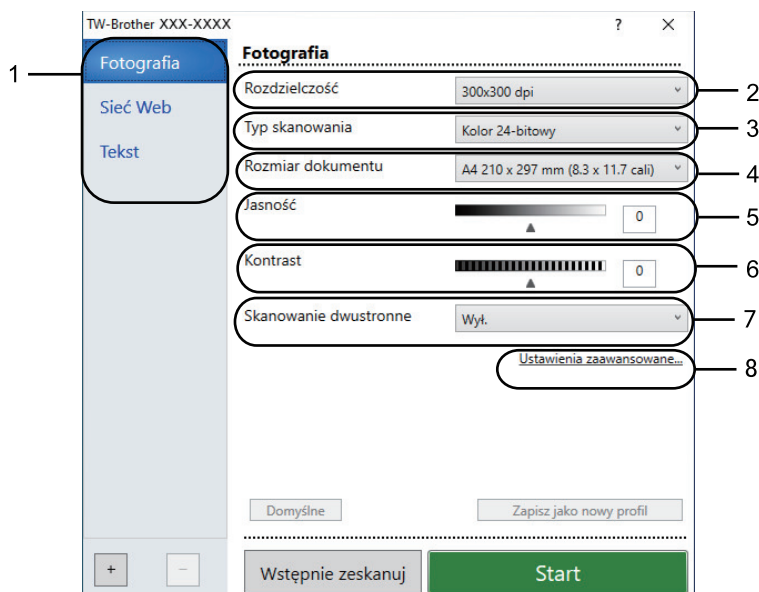 TW-Brother XXX-XXXX ? ×
1
Fotografia
Sieć Web
Tekst
Fotografia
Rozdzielczość 300x300 dpi 2
Typ skanowania Kolor 24-bitowy 3
Rozmiar dokumentu A4 210 x 297 mm (8.3 x 11.7 cali) 4
Jasność 0 5
Kontrast 0 6
Skanowanie dwustronne Wył. 7
Ustawienia zaawansowane... 8
Domyślne Zapisz jako nowy profil
+ − Wstępnie zeskanuj Start